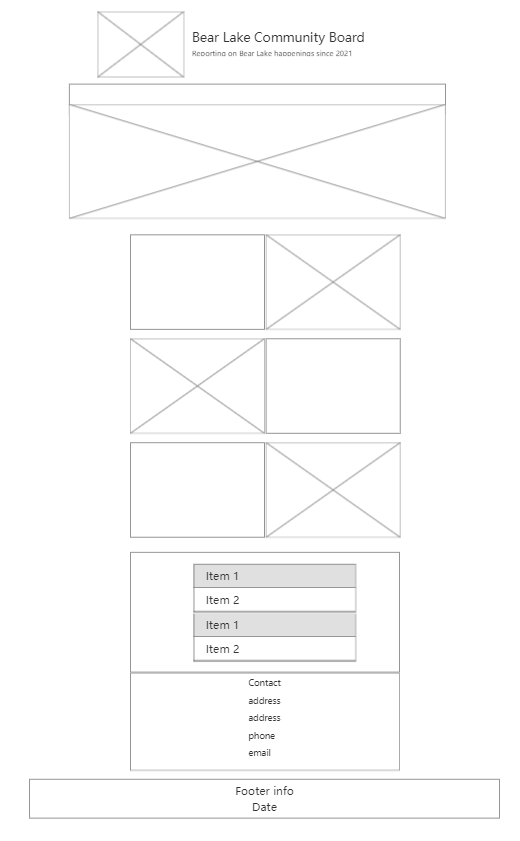 Bear Lake Community Board
Reporting on Bear Lake happenings since 2021
Item 1
Item 2
Item 1
Item 2
Contact
address
address
phone
email
Footer info
Date